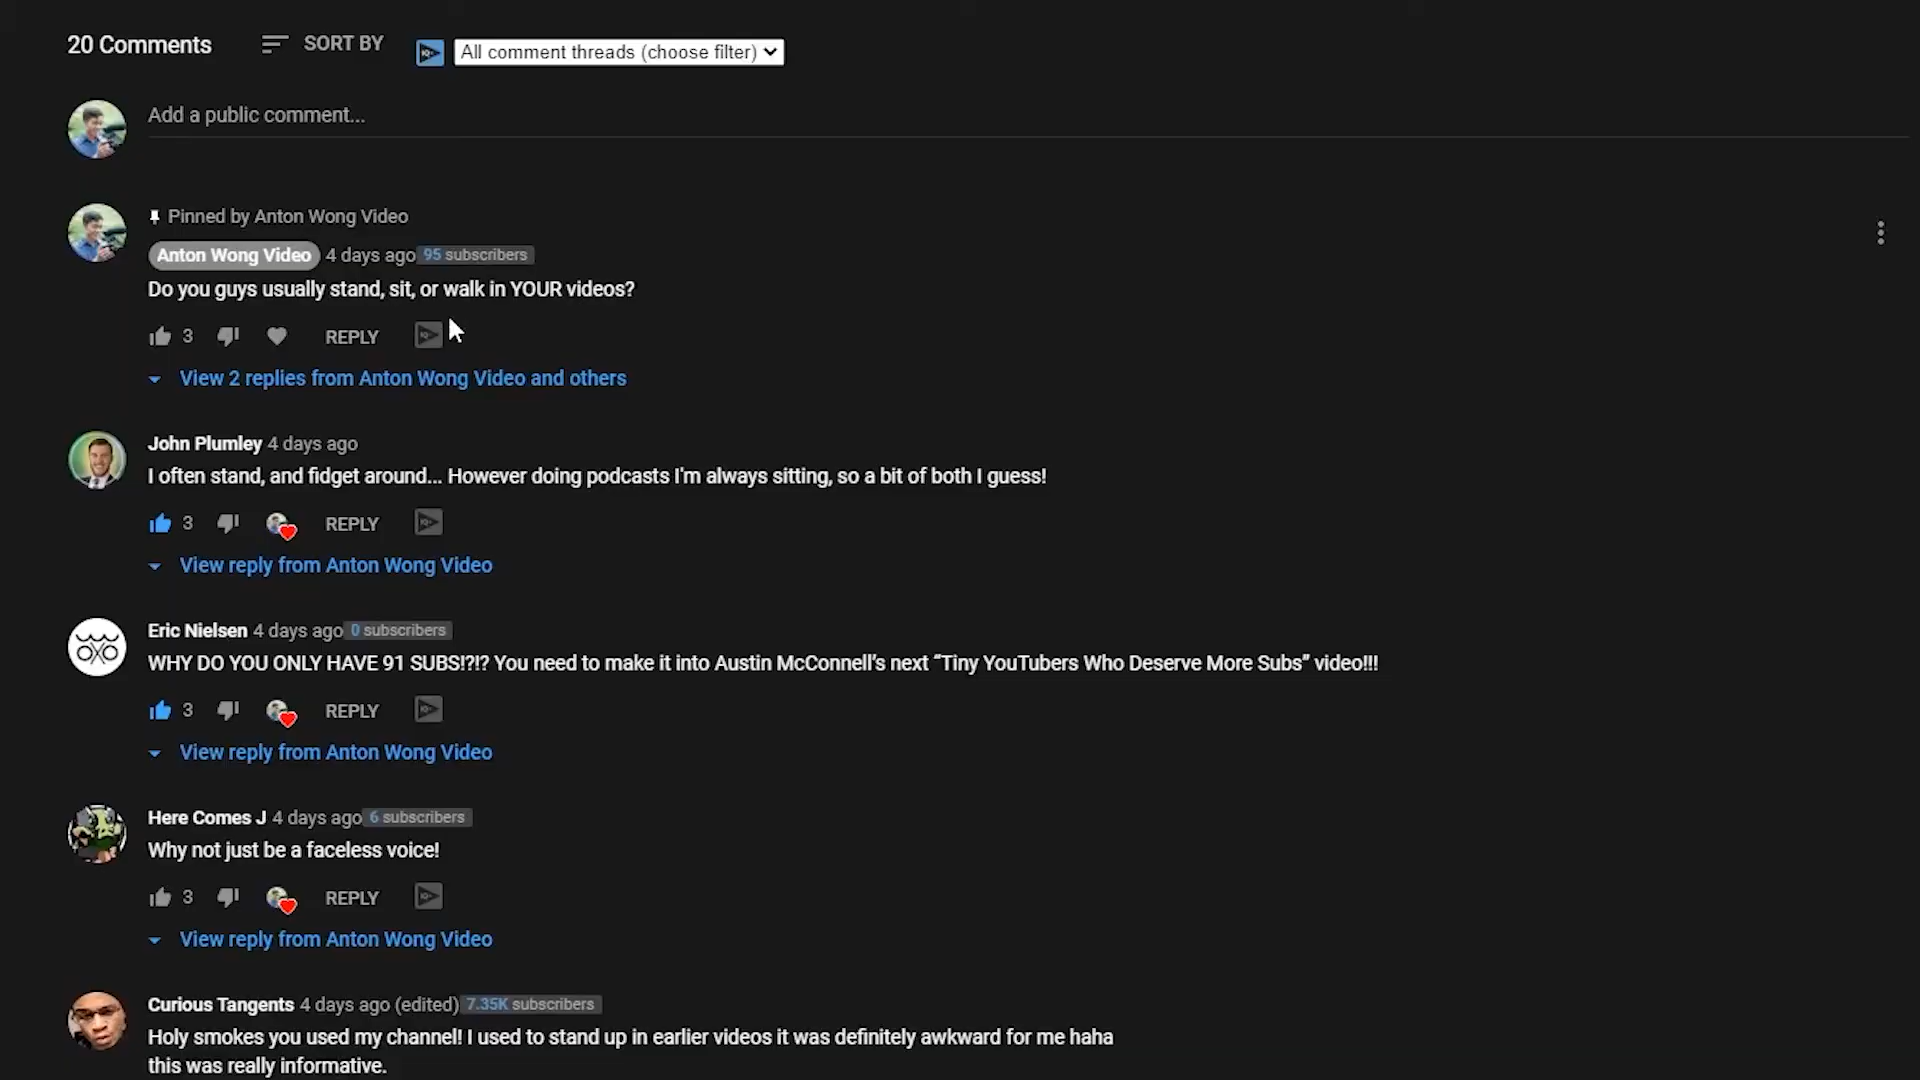 20 Comments SORT BY All comment threads (choose filter)
Add a public comment...
Pinned by Anton Wong Video
Anton Wong Video 4 days ago 95 subscribers
Do you guys usually stand, sit, or walk in YOUR videos?
3 REPLY
View 2 replies from Anton Wong Video and others
John Plumley 4 days ago
I often stand, and fidget around... However doing podcasts I'm always sitting, so a bit of both I guess!
3 REPLY
View reply from Anton Wong Video
Eric Nielsen 4 days ago 0 subscribers
WHY DO YOU ONLY HAVE 91 SUBS!?!? You need to make it into Austin McConnell's next “Tiny YouTubers Who Deserve More Subs” video!!!
3 REPLY
View reply from Anton Wong Video
Here Comes J 4 days ago 6 subscribers
Why not just be a faceless voice!
3 REPLY
View reply from Anton Wong Video
Curious Tangents 4 days ago (edited) 7.35K subscribers
Holy smokes you used my channel! I used to stand up in earlier videos it was definitely awkward for me haha
this was really informative.